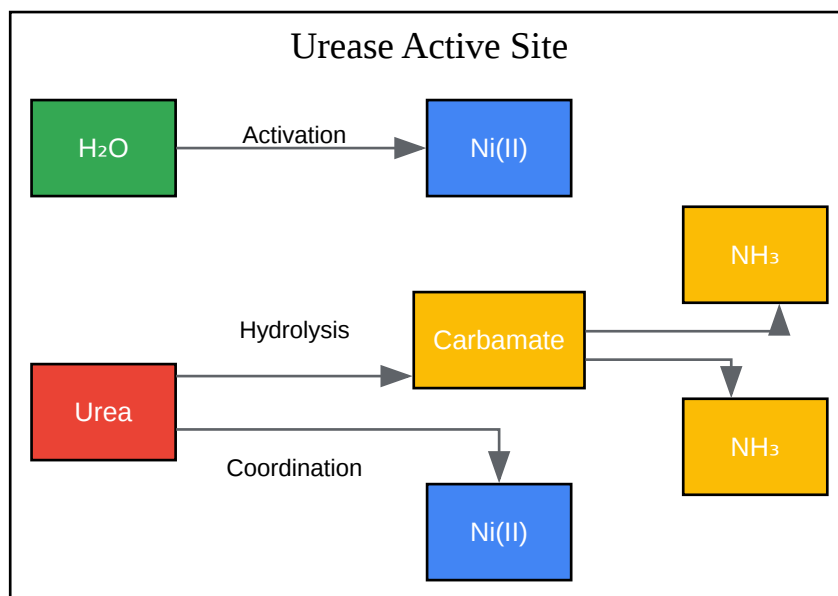 Urease Active Site
H₂O
Activation
Ni(II)
NH₃
Hydrolysis
Carbamate
Urea
NH₃
Coordination
Ni(II)